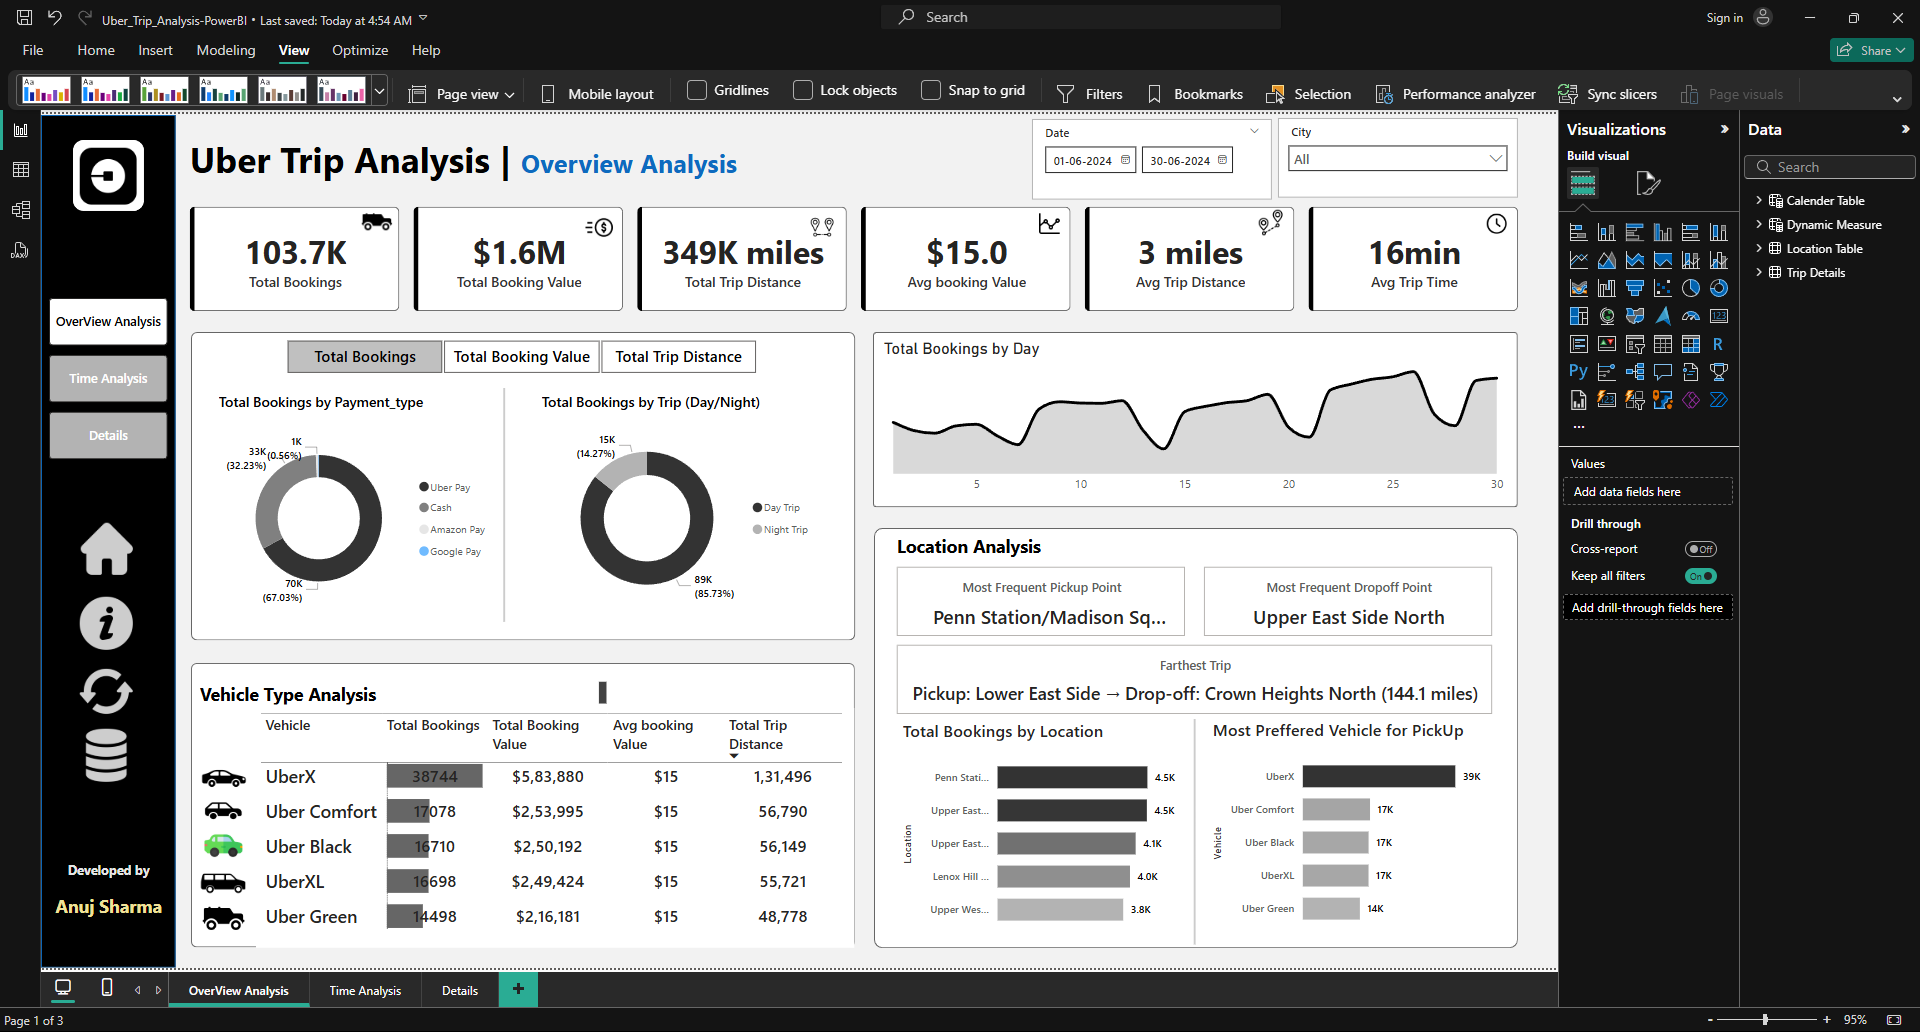 Uber_Trip_Analysis-PowerBI • Last saved: Today at 4:54 AM
Search
Sign in
File Home Insert Modeling View Optimize Help
Share
Aa Aa Aa Aa Aa Aa
Page view
Mobile layout
Gridlines
Lock objects
Snap to grid
Filters
Bookmarks
Selection
Performance analyzer
Sync slicers
Page visuals
Uber Trip Analysis | Overview Analysis
Date
01-06-2024 30-06-2024
City
All
103.7K
Total Bookings
$1.6M
Total Booking Value
349K miles
Total Trip Distance
$15.0
Avg booking Value
3 miles
Avg Trip Distance
16min
Avg Trip Time
OverView Analysis
Time Analysis
Details
Developed by
Anuj Sharma
Total Bookings Total Booking Value Total Trip Distance
Total Bookings by Payment_type
1K
(0.56%)
33K
(32.23%)
70K
(67.03%)
Uber Pay
Cash
Amazon Pay
Google Pay
Total Bookings by Trip (Day/Night)
15K
(14.27%)
89K
(85.73%)
Day Trip
Night Trip
Total Bookings by Day
5 10 15 20 25 30
Vehicle Type Analysis
Vehicle Total Bookings Total Booking Value Avg booking Value Total Trip Distance
UberX 38744 $5,83,880 $15 1,31,496
Uber Comfort 17078 $2,53,995 $15 56,790
Uber Black 16710 $2,50,192 $15 56,149
UberXL 16698 $2,49,424 $15 55,721
Uber Green 14498 $2,16,181 $15 48,778
Location Analysis
Most Frequent Pickup Point
Penn Station/Madison Sq...
Most Frequent Dropoff Point
Upper East Side North
Farthest Trip
Pickup: Lower East Side → Drop-off: Crown Heights North (144.1 miles)
Total Bookings by Location
Location
Penn Stati... 4.5K
Upper East... 4.5K
Upper East... 4.1K
Lenox Hill ... 4.0K
Upper Wes... 3.8K
Most Preffered Vehicle for PickUp
Vehicle
UberX 39K
Uber Comfort 17K
Uber Black 17K
UberXL 17K
Uber Green 14K
Visualizations
Build visual
123
R
Py
123
...
Values
Add data fields here
Drill through
Cross-report Off
Keep all filters On
Add drill-through fields here
Data
Search
Calender Table
Dynamic Measure
Location Table
Trip Details
OverView Analysis Time Analysis Details +
Page 1 of 3
- + 95%